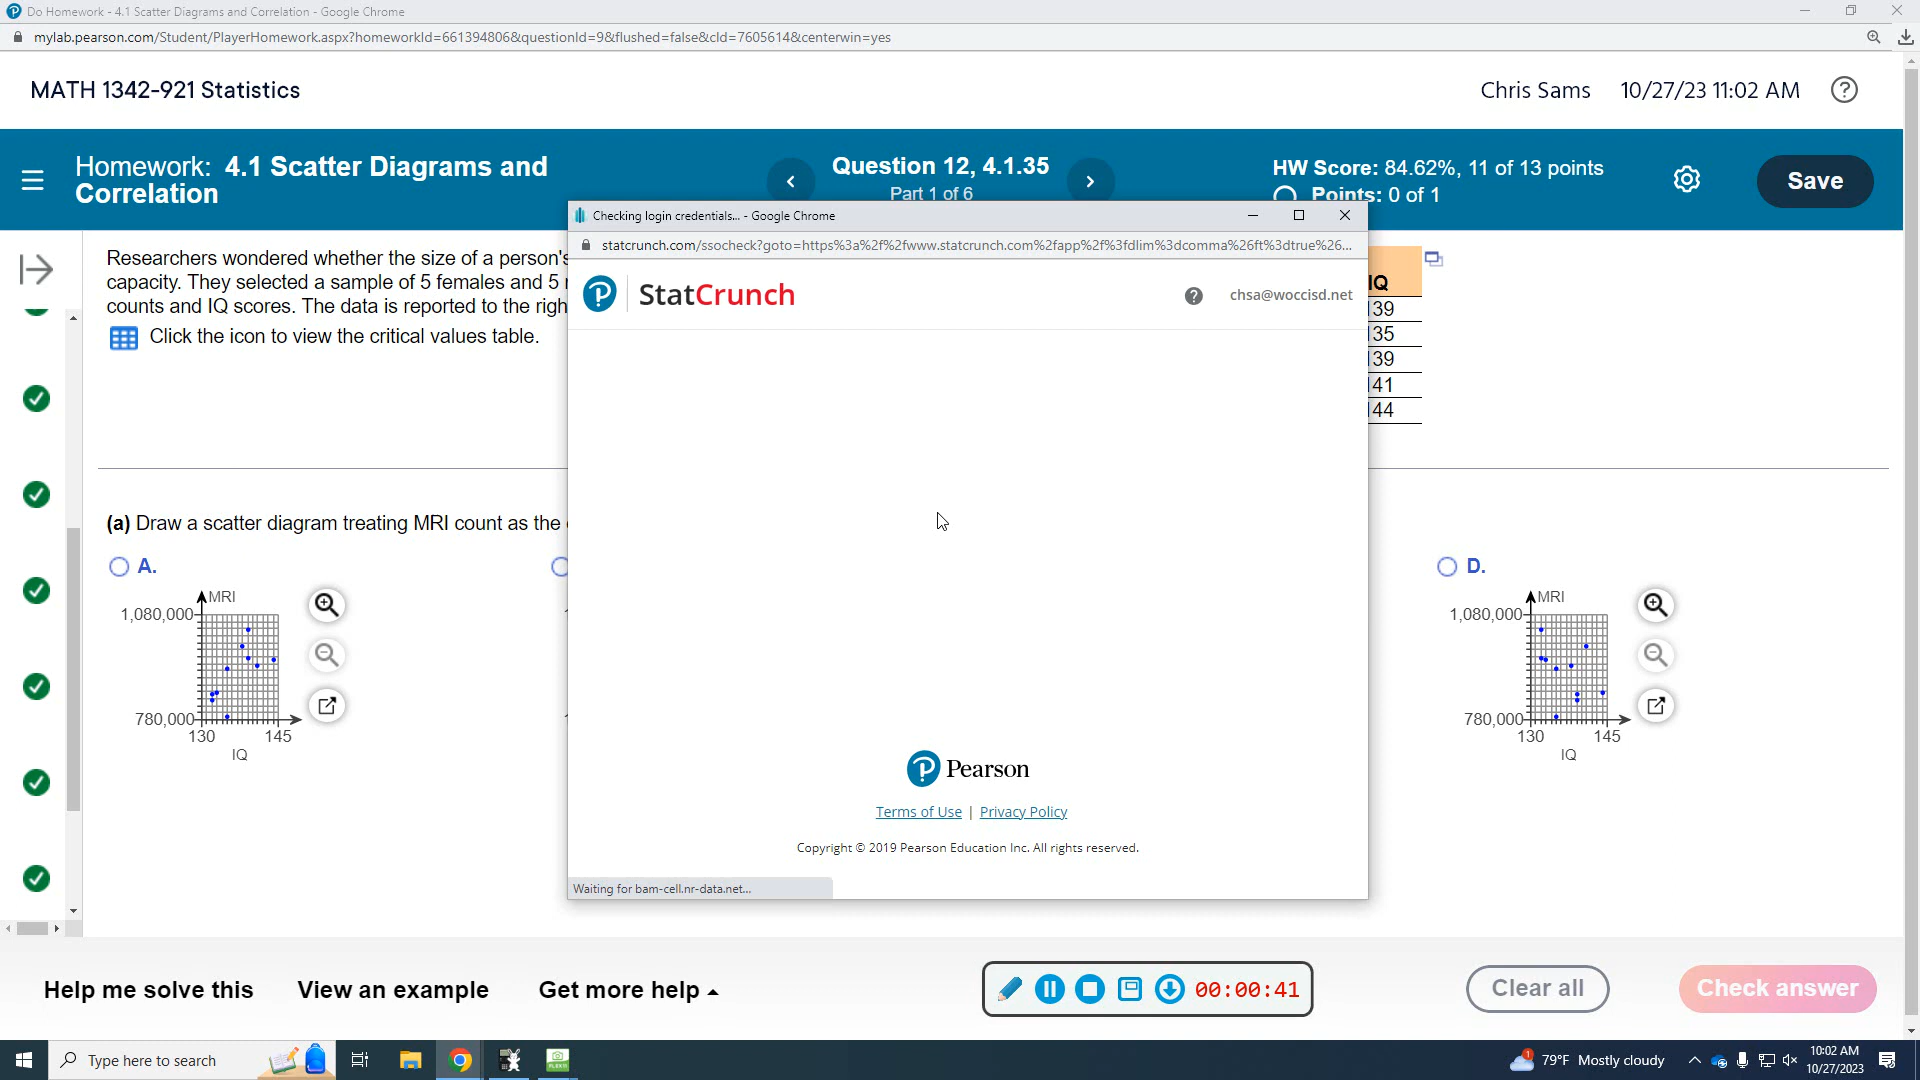 Do Homework - 4.1 Scatter Diagrams and Correlation - Google Chrome
mylab.pearson.com/Student/PlayerHomework.aspx?homeworkId=661394806&questionId=9&flushed=false&cId=7605614&centerwin=yes
MATH 1342-921 Statistics
Chris Sams
10/27/23 11:02 AM
Homework: 4.1 Scatter Diagrams and
Correlation
Question 12, 4.1.35
Part 1 of 6
HW Score: 84.62%, 11 of 13 points
Points: 0 of 1
Save
Checking login credentials... - Google Chrome
statcrunch.com/ssocheck?goto=https%3a%2f%2fwww.statcrunch.com%2fapp%2f%3fdlim%3dcomma%26ft%3dtrue%26...
StatCrunch
chsa@woccisd.net
Researchers wondered whether the size of a person's
capacity. They selected a sample of 5 females and 5
counts and IQ scores. The data is reported to the
Click the icon to view the critical values table.
IQ
139
135
139
141
144
(a) Draw a scatter diagram treating MRI count as the
A.
MRI
1,080,000
780,000
130 145
IQ
D.
MRI
1,080,000
780,000
130 145
IQ
Pearson
Terms of Use | Privacy Policy
Copyright © 2019 Pearson Education Inc. All rights reserved.
Waiting for bam-cell.nr-data.net...
Help me solve this
View an example
Get more help
00:00:41
Clear all
Check answer
Type here to search
79°F Mostly cloudy
10:02 AM
10/27/2023